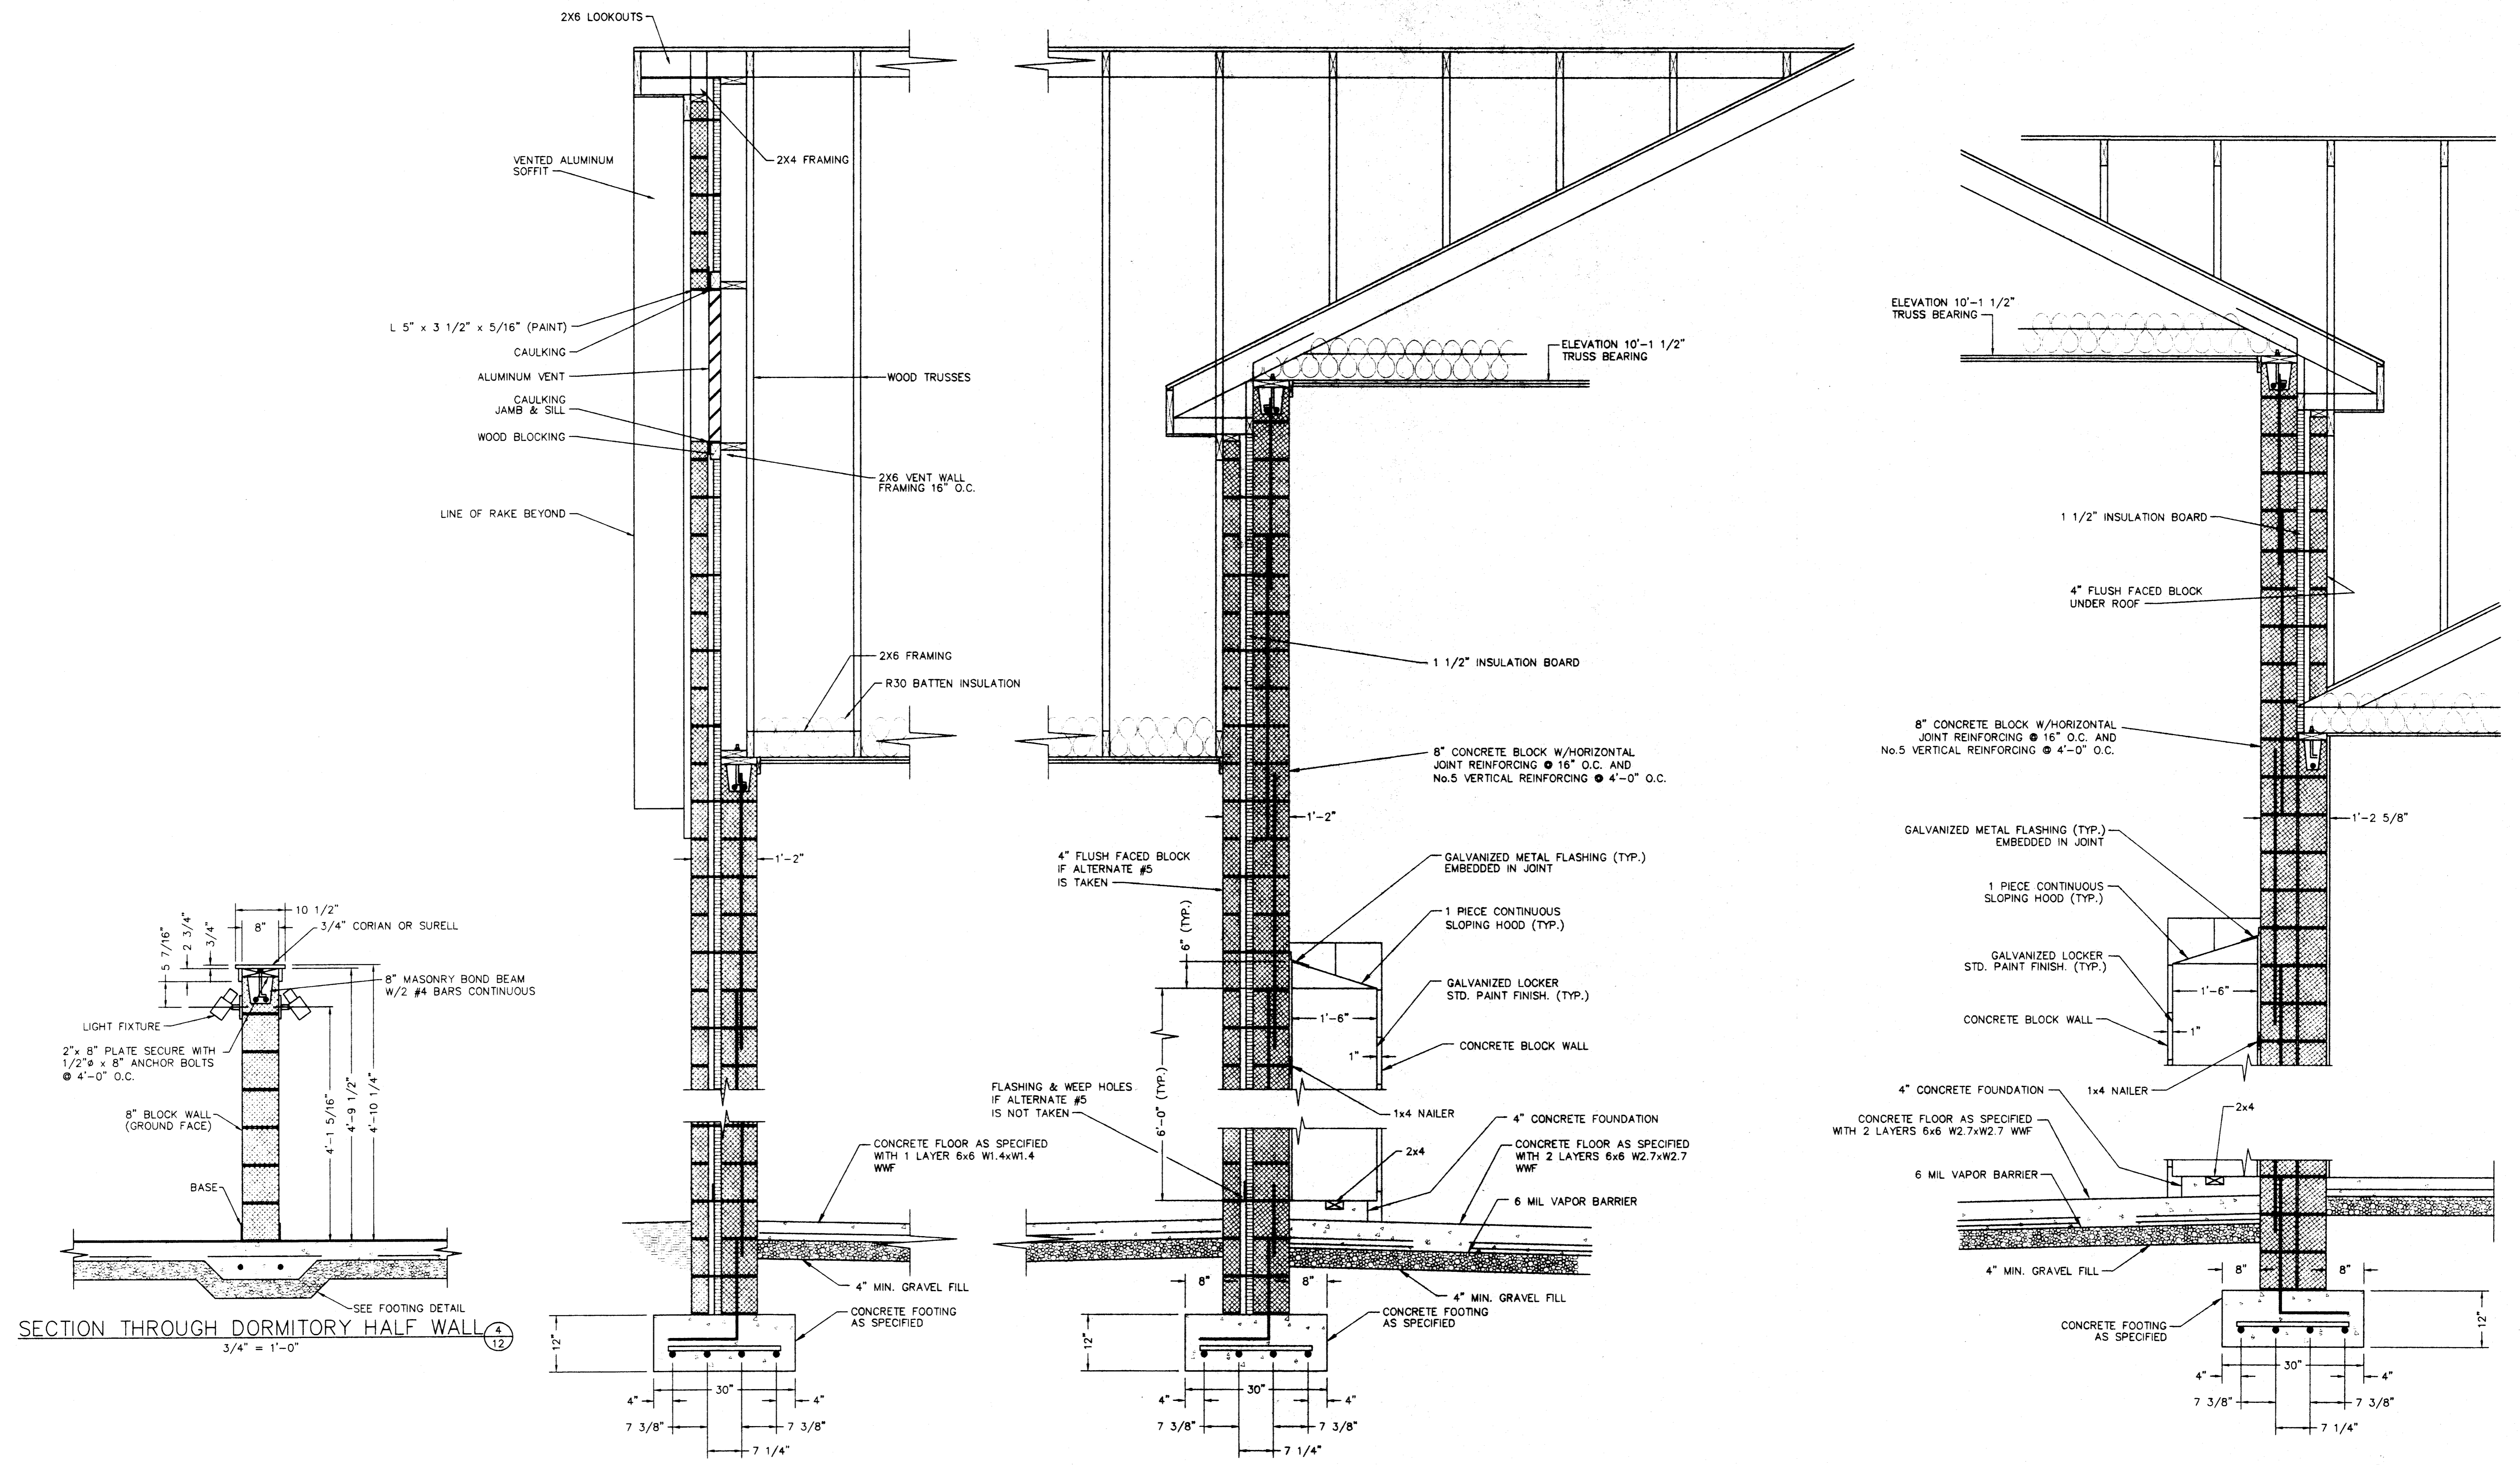 2X6 LOOKOUTS
VENTED ALUMINUM
SOFFIT
2X4 FRAMING
L 5" x 3 1/2" x 5/16" (PAINT)
CAULKING
ALUMINUM VENT
CAULKING
JAMB & SILL
WOOD BLOCKING
LINE OF RAKE BEYOND
WOOD TRUSSES
2X6 VENT WALL
FRAMING 16" O.C.
2X6 FRAMING
R30 BATTEN INSULATION
1'-2"
CONCRETE FLOOR AS SPECIFIED
WITH 1 LAYER 6x6 W1.4xW1.4
WWF
4" MIN. GRAVEL FILL
CONCRETE FOOTING
AS SPECIFIED
12"
30"
4"
4"
7 3/8"
7 3/8"
7 1/4"
10 1/2"
8"
3/4" CORIAN OR SURELL
5 7/16"
2 3/4"
3/4"
8" MASONRY BOND BEAM
W/2 #4 BARS CONTINUOUS
LIGHT FIXTURE
2"x 8" PLATE SECURE WITH
1/2"ø x 8" ANCHOR BOLTS
@ 4'-0" O.C.
8" BLOCK WALL
(GROUND FACE)
BASE
4'-1 5/16"
4'-9 1/2"
4'-10 1/4"
SEE FOOTING DETAIL
SECTION THROUGH DORMITORY HALF WALL
4
12
3/4" = 1'-0"
ELEVATION 10'-1 1/2"
TRUSS BEARING
1 1/2" INSULATION BOARD
8" CONCRETE BLOCK W/HORIZONTAL
JOINT REINFORCING @ 16" O.C. AND
No.5 VERTICAL REINFORCING @ 4'-0" O.C.
1'-2"
4" FLUSH FACED BLOCK
IF ALTERNATE #5
IS TAKEN
GALVANIZED METAL FLASHING (TYP.)
EMBEDDED IN JOINT
6" (TYP.)
1 PIECE CONTINUOUS
SLOPING HOOD (TYP.)
GALVANIZED LOCKER
STD. PAINT FINISH. (TYP.)
1'-6"
1"
CONCRETE BLOCK WALL
6'-0" (TYP.)
FLASHING & WEEP HOLES
IF ALTERNATE #5
IS NOT TAKEN
1x4 NAILER
4" CONCRETE FOUNDATION
2x4
CONCRETE FLOOR AS SPECIFIED
WITH 2 LAYERS 6x6 W2.7xW2.7
WWF
6 MIL VAPOR BARRIER
8"
8"
4" MIN. GRAVEL FILL
CONCRETE FOOTING
AS SPECIFIED
12"
30"
4"
4"
7 3/8"
7 3/8"
7 1/4"
ELEVATION 10'-1 1/2"
TRUSS BEARING
1 1/2" INSULATION BOARD
4" FLUSH FACED BLOCK
UNDER ROOF
8" CONCRETE BLOCK W/HORIZONTAL
JOINT REINFORCING @ 16" O.C. AND
No.5 VERTICAL REINFORCING @ 4'-0" O.C.
1'-2 5/8"
GALVANIZED METAL FLASHING (TYP.)
EMBEDDED IN JOINT
1 PIECE CONTINUOUS
SLOPING HOOD (TYP.)
GALVANIZED LOCKER
STD. PAINT FINISH. (TYP.)
1'-6"
CONCRETE BLOCK WALL
1"
4" CONCRETE FOUNDATION
1x4 NAILER
2x4
CONCRETE FLOOR AS SPECIFIED
WITH 2 LAYERS 6x6 W2.7xW2.7 WWF
6 MIL VAPOR BARRIER
4" MIN. GRAVEL FILL
8"
8"
CONCRETE FOOTING
AS SPECIFIED
12"
30"
4"
4"
7 3/8"
7 3/8"
7 1/4"